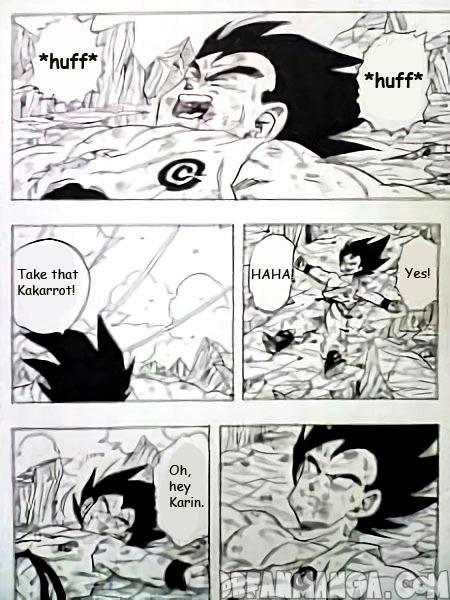 *huff*
*huff*
Take that
Kakarrot!
HAHA!
Yes!
Oh,
hey
Karin.
DBFANMANGA.COM